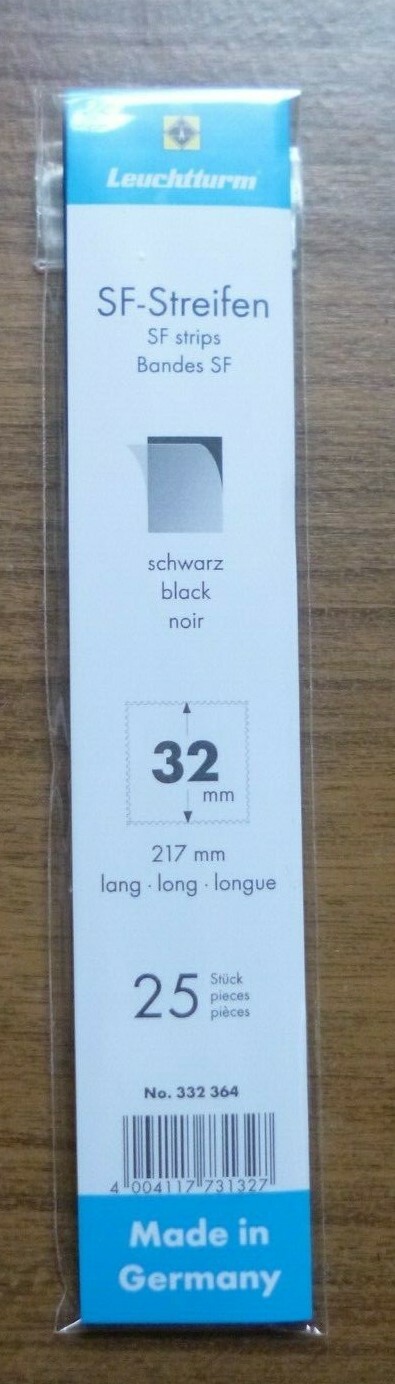 Leuchtturm
SF-Streifen
SF strips
Bandes SF
schwarz
black
noir
32
mm
217 mm
lang · long · longue
25
Stück
pieces
pièces
No. 332 364
4 004117 731327
Made in
Germany